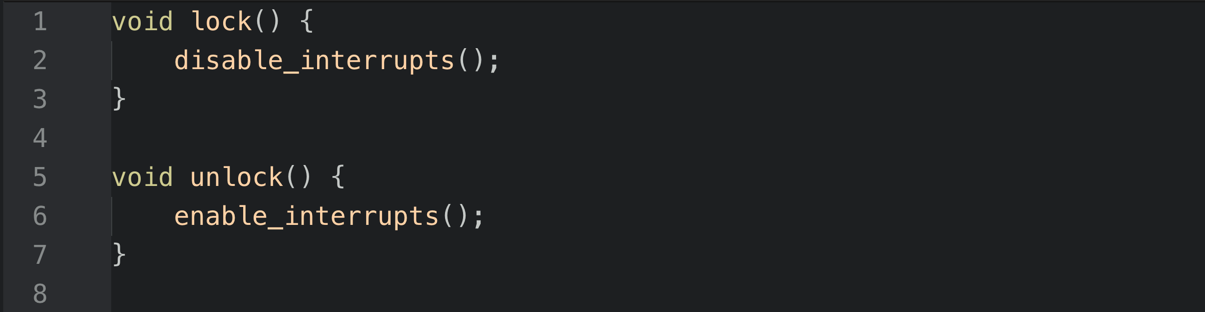 1 void lock() {
2     disable_interrupts();
3 }
4
5 void unlock() {
6     enable_interrupts();
7 }
8